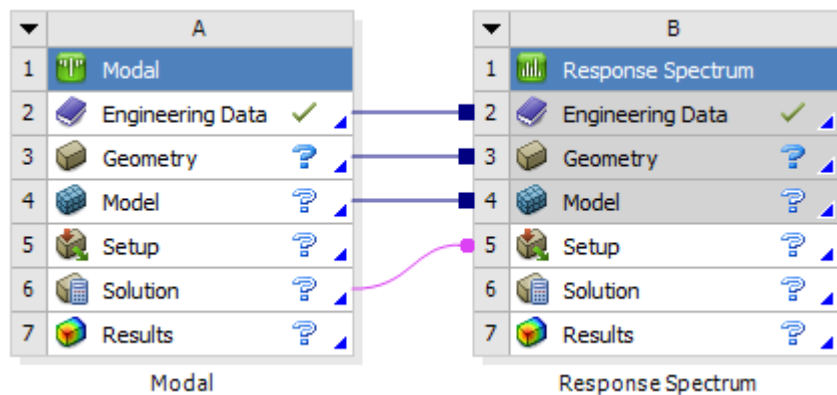 A
1 Modal
2 Engineering Data
3 Geometry ?
4 Model ?
5 Setup ?
6 Solution ?
7 Results ?
Modal
B
1 Response Spectrum
2 Engineering Data
3 Geometry ?
4 Model ?
5 Setup ?
6 Solution ?
7 Results ?
Response Spectrum